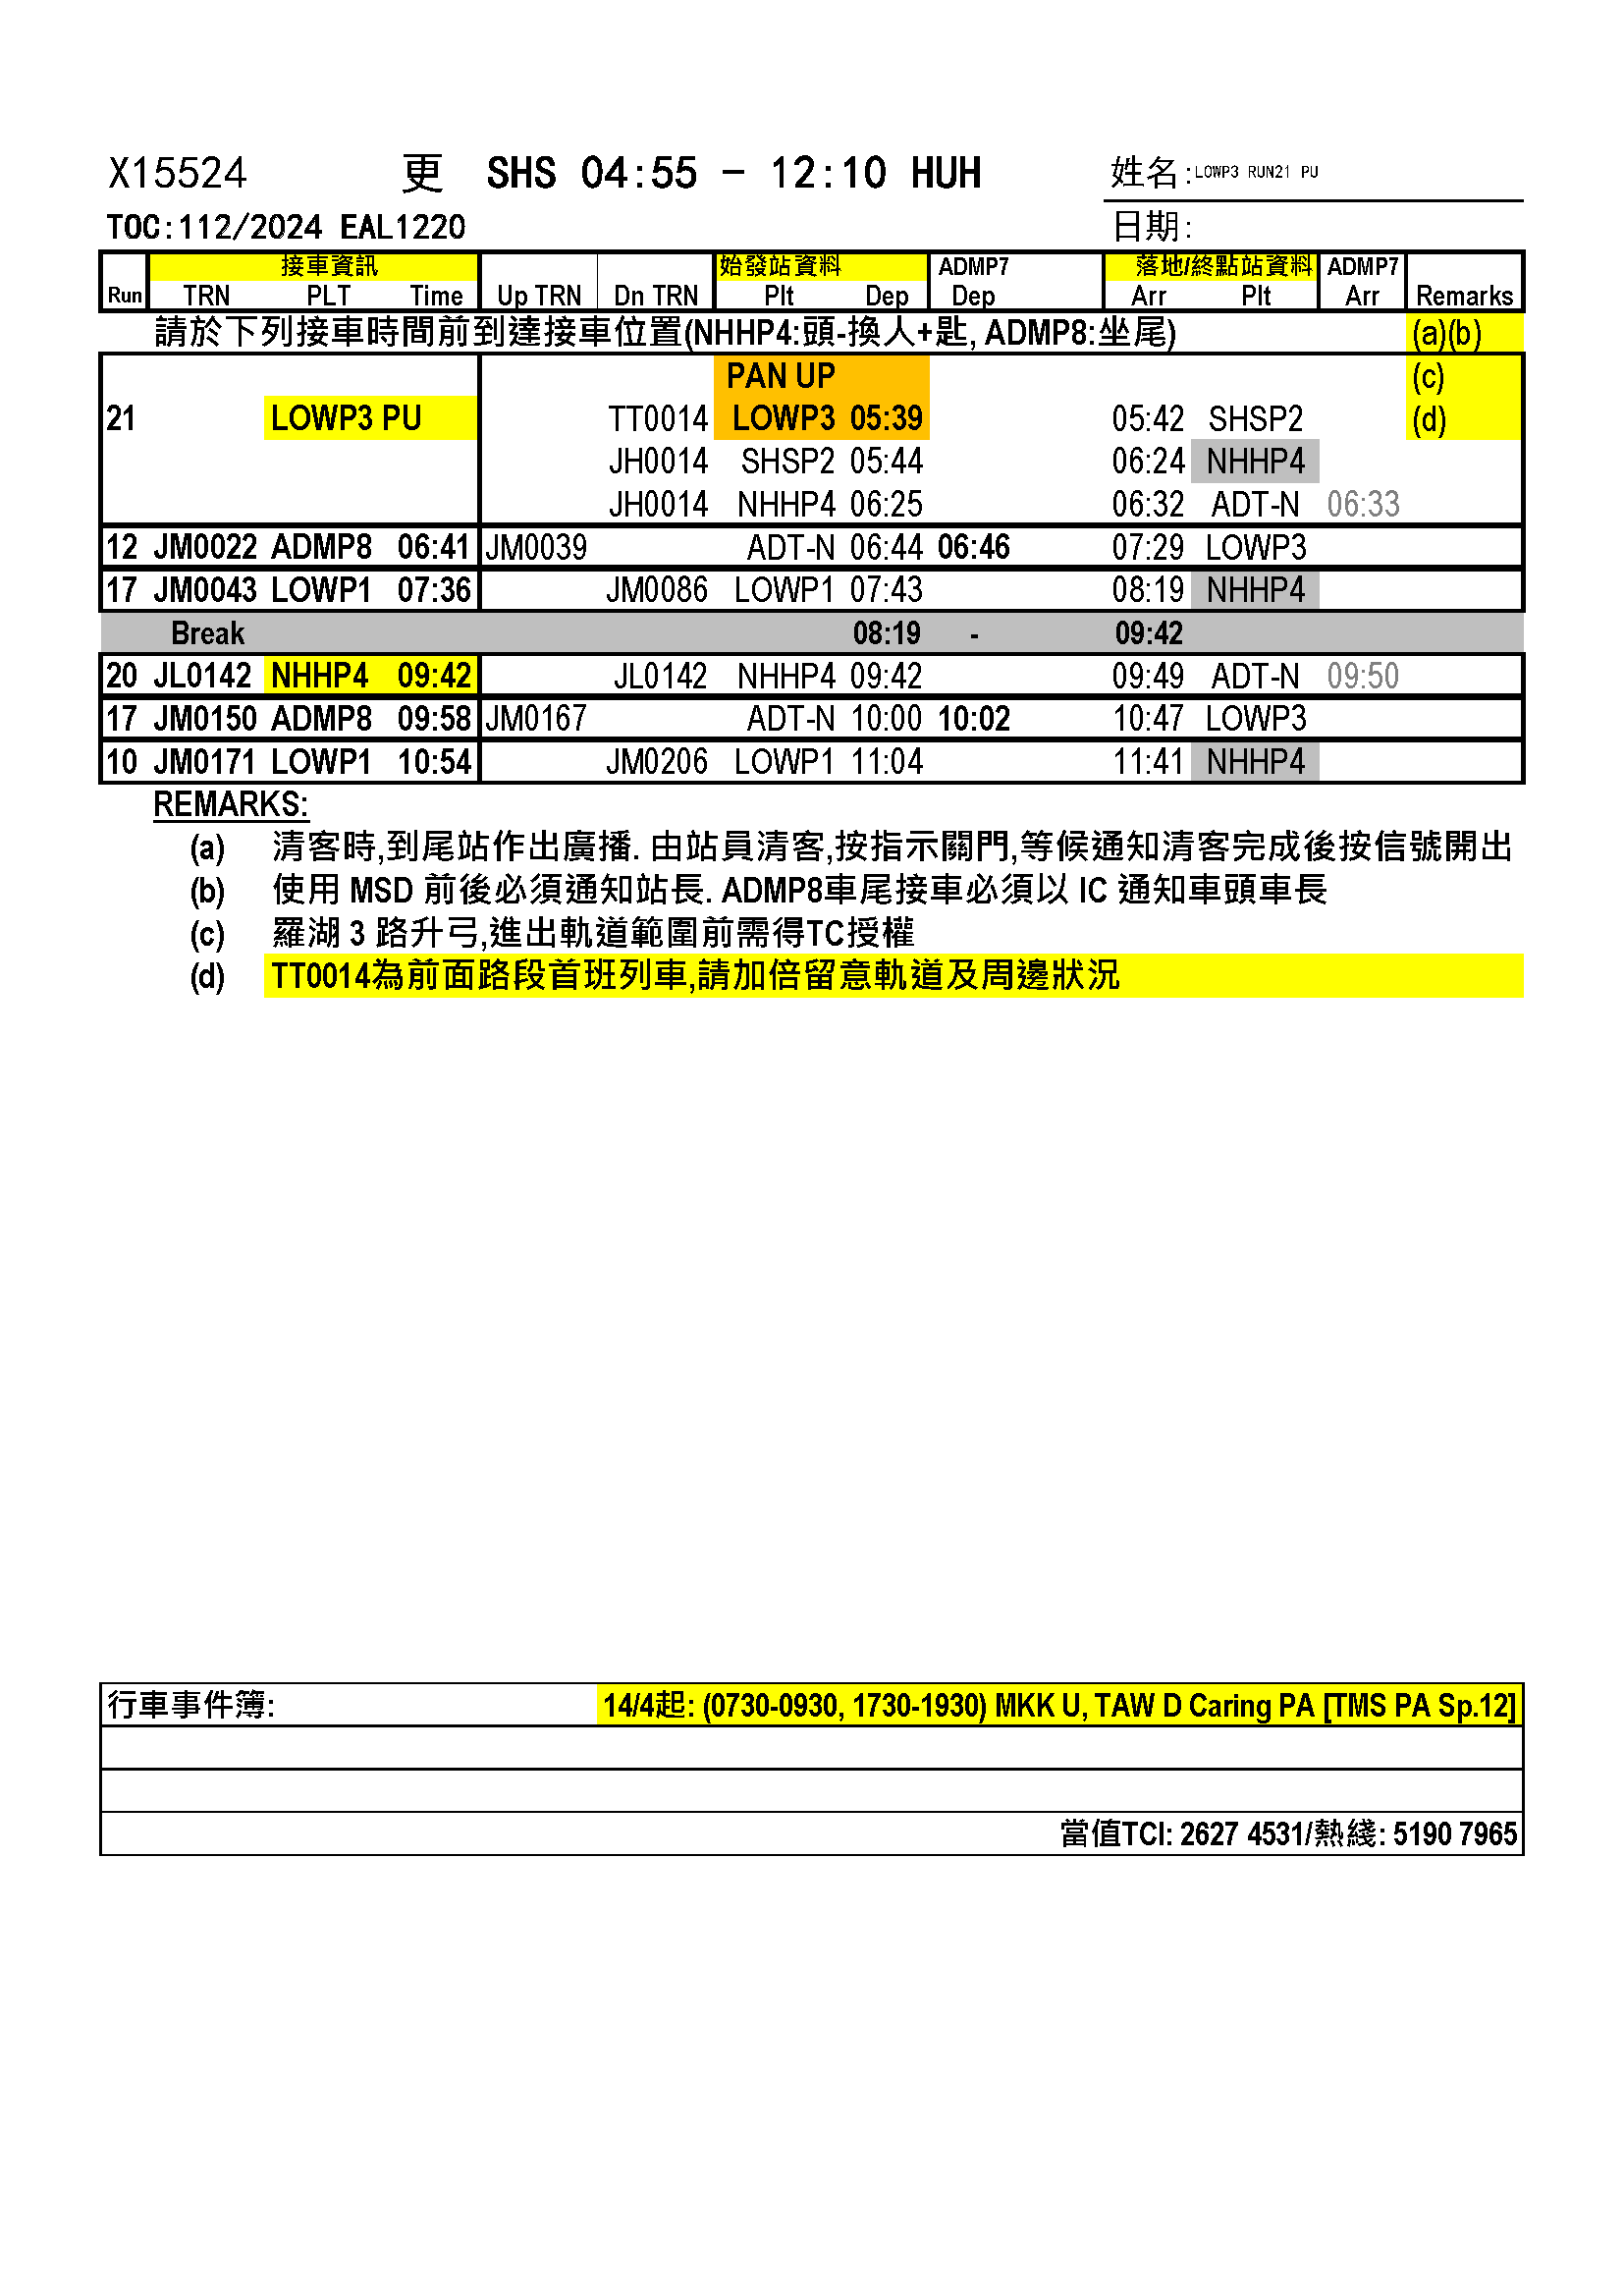 X15524 更 SHS 04:55 - 12:10 HUH 姓名:LOWP3 RUN21 PU
TOC:112/2024 EAL1220 日期:
接車資訊 始發站資料 ADMP7 落地/終點站資料 ADMP7
Run TRN PLT Time Up TRN Dn TRN Plt Dep Dep Arr Plt Arr Remarks
請於下列接車時間前到達接車位置(NHHP4:頭-換人+匙, ADMP8:坐尾) (a)(b)
PAN UP (c)
21 LOWP3 PU TT0014 LOWP3 05:39 05:42 SHSP2 (d)
JH0014 SHSP2 05:44 06:24 NHHP4
JH0014 NHHP4 06:25 06:32 ADT-N 06:33
12 JM0022 ADMP8 06:41 JM0039 ADT-N 06:44 06:46 07:29 LOWP3
17 JM0043 LOWP1 07:36 JM0086 LOWP1 07:43 08:19 NHHP4
Break 08:19 - 09:42
20 JL0142 NHHP4 09:42 JL0142 NHHP4 09:42 09:49 ADT-N 09:50
17 JM0150 ADMP8 09:58 JM0167 ADT-N 10:00 10:02 10:47 LOWP3
10 JM0171 LOWP1 10:54 JM0206 LOWP1 11:04 11:41 NHHP4
REMARKS:
(a) 清客時,到尾站作出廣播. 由站員清客,按指示關門,等候通知清客完成後按信號開出
(b) 使用 MSD 前後必須通知站長. ADMP8車尾接車必須以 IC 通知車頭車長
(c) 羅湖 3 路升弓,進出軌道範圍前需得TC授權
(d) TT0014為前面路段首班列車,請加倍留意軌道及周邊狀況
行車事件簿: 14/4起: (0730-0930, 1730-1930) MKK U, TAW D Caring PA [TMS PA Sp.12]
當值TCI: 2627 4531/熱綫: 5190 7965